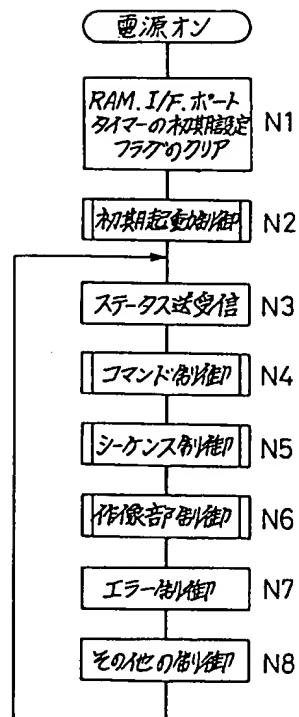 電源オン
RAM. I/F. ポート
タイマーの初期設定
フラグのクリア
N1
初期起動制御
N2
ステータス送受信
N3
コマンド制御
N4
シーケンス制御
N5
作像部制御
N6
エラー制御
N7
その他の制御
N8